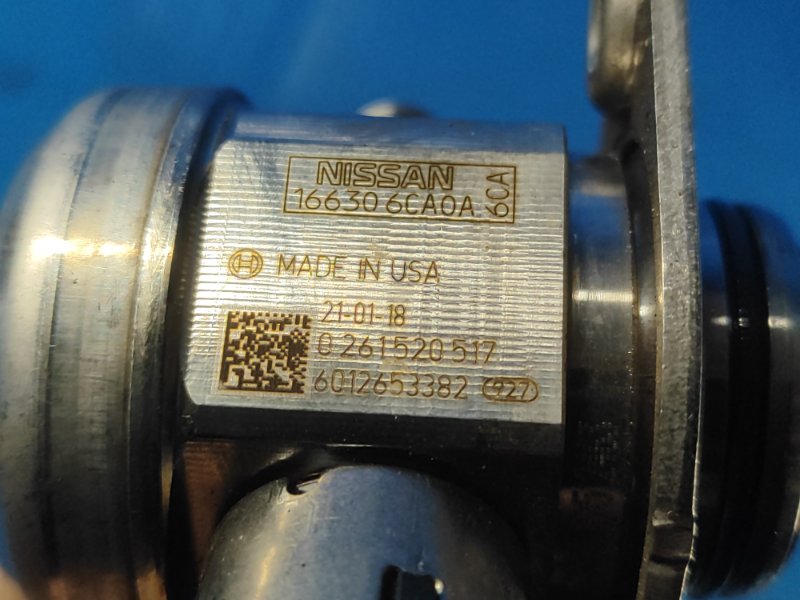 NISSAN
16630 6CA0A 6CA
MADE IN USA
21-01-18
0 261 520 517
6012653382 927